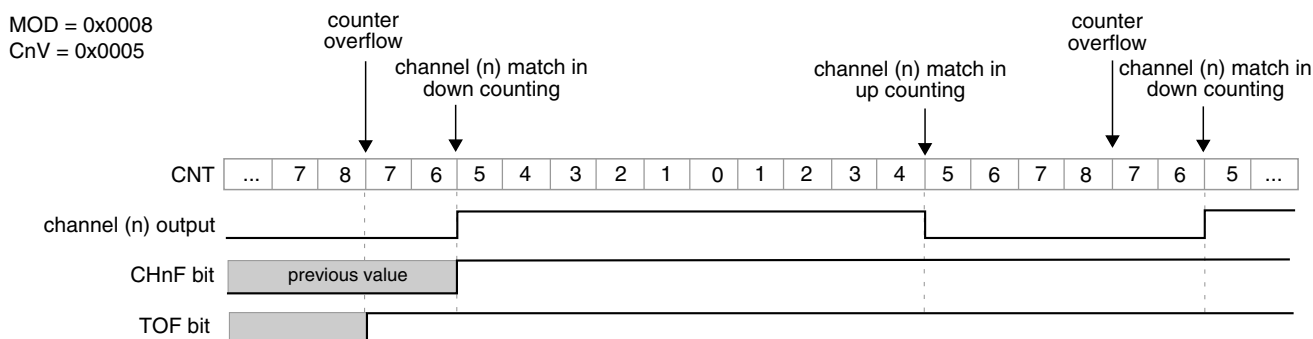 MOD = 0x0008
CnV = 0x0005
counter
overflow
channel (n) match in
down counting
channel (n) match in
up counting
counter
overflow
channel (n) match in
down counting
CNT ... 7 8 7 6 5 4 3 2 1 0 1 2 3 4 5 6 7 8 7 6 5 ...
channel (n) output
CHnF bit previous value
TOF bit